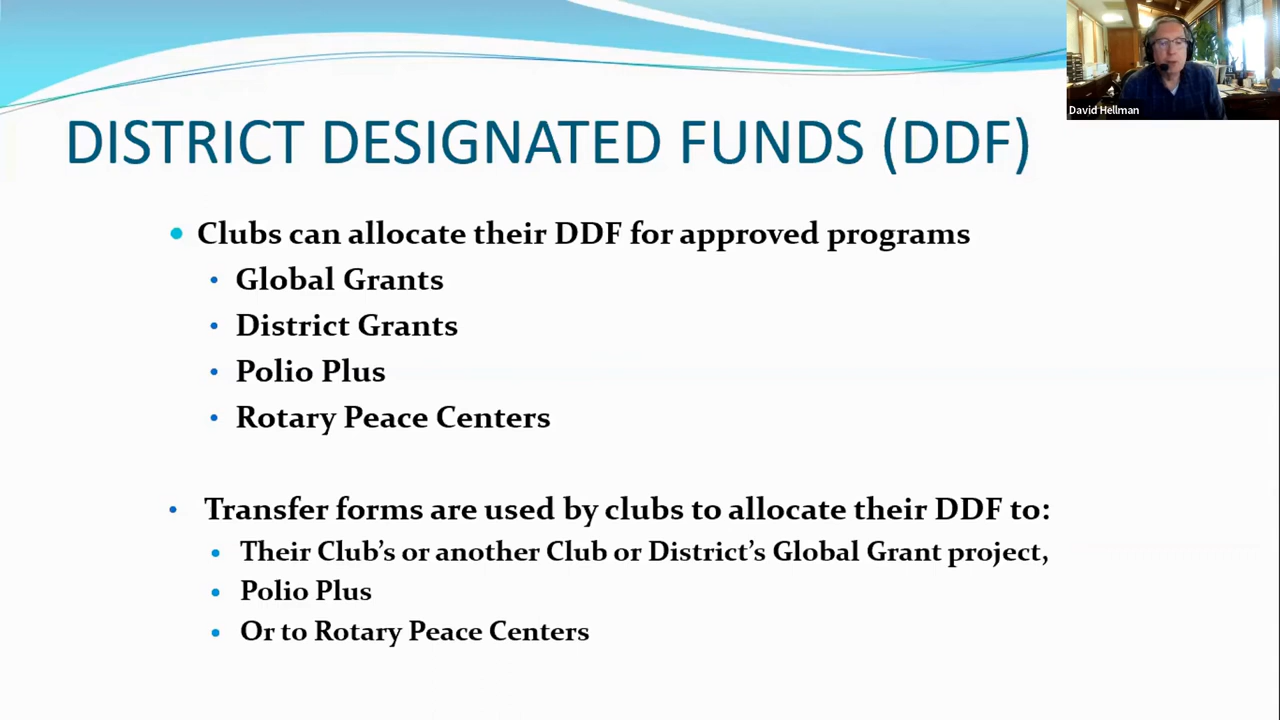 David Hellman
DISTRICT DESIGNATED FUNDS (DDF)
• Clubs can allocate their DDF for approved programs
• Global Grants
• District Grants
• Polio Plus
• Rotary Peace Centers
• Transfer forms are used by clubs to allocate their DDF to:
• Their Club’s or another Club or District’s Global Grant project,
• Polio Plus
• Or to Rotary Peace Centers